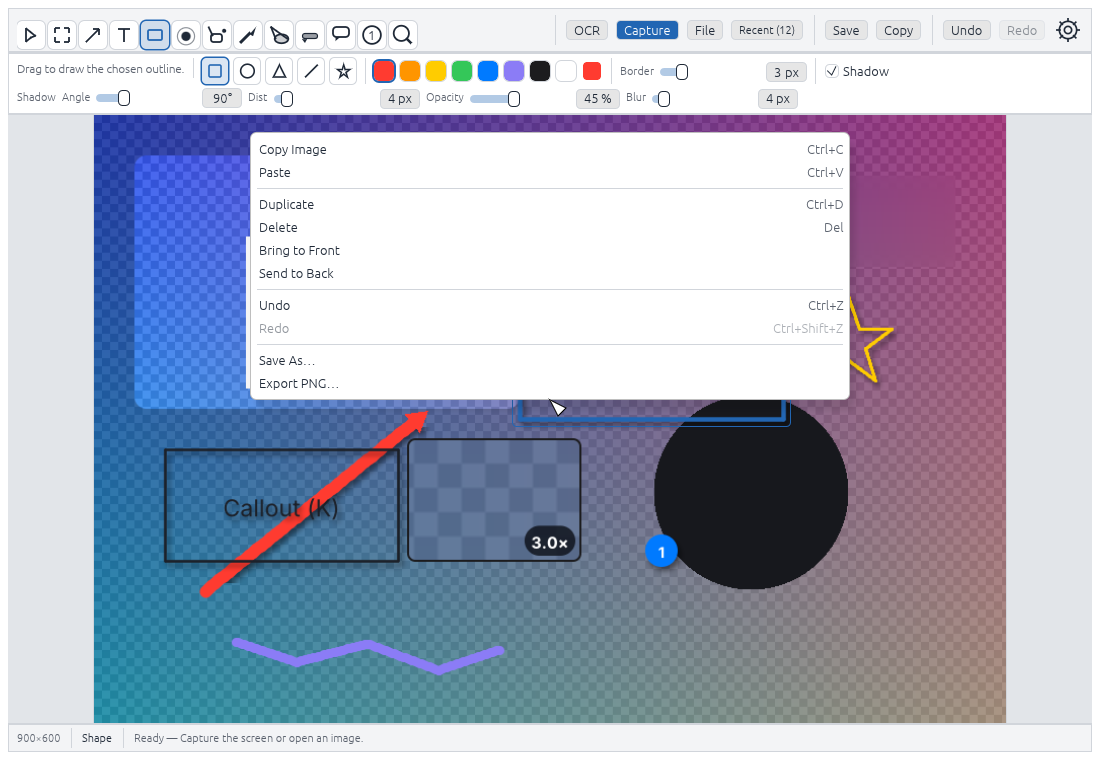 OCR Capture File Recent (12) Save Copy Undo Redo
Drag to draw the chosen outline. Border 3 px Shadow
Shadow Angle 90° Dist 4 px Opacity 45 % Blur 4 px
Copy Image Ctrl+C
Paste Ctrl+V
Duplicate Ctrl+D
Delete Del
Bring to Front
Send to Back
Undo Ctrl+Z
Redo Ctrl+Shift+Z
Save As...
Export PNG...
Callout (K)
3.0×
1
900×600 Shape Ready — Capture the screen or open an image.